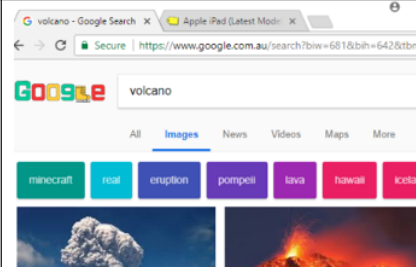 volcano - Google Search
Apple iPad (Latest Mode
Secure | https://www.google.com.au/search?biw=681&bih=642&tbm
Google
volcano
All Images News Videos Maps More
minecraft real eruption pompeii lava hawaii icela